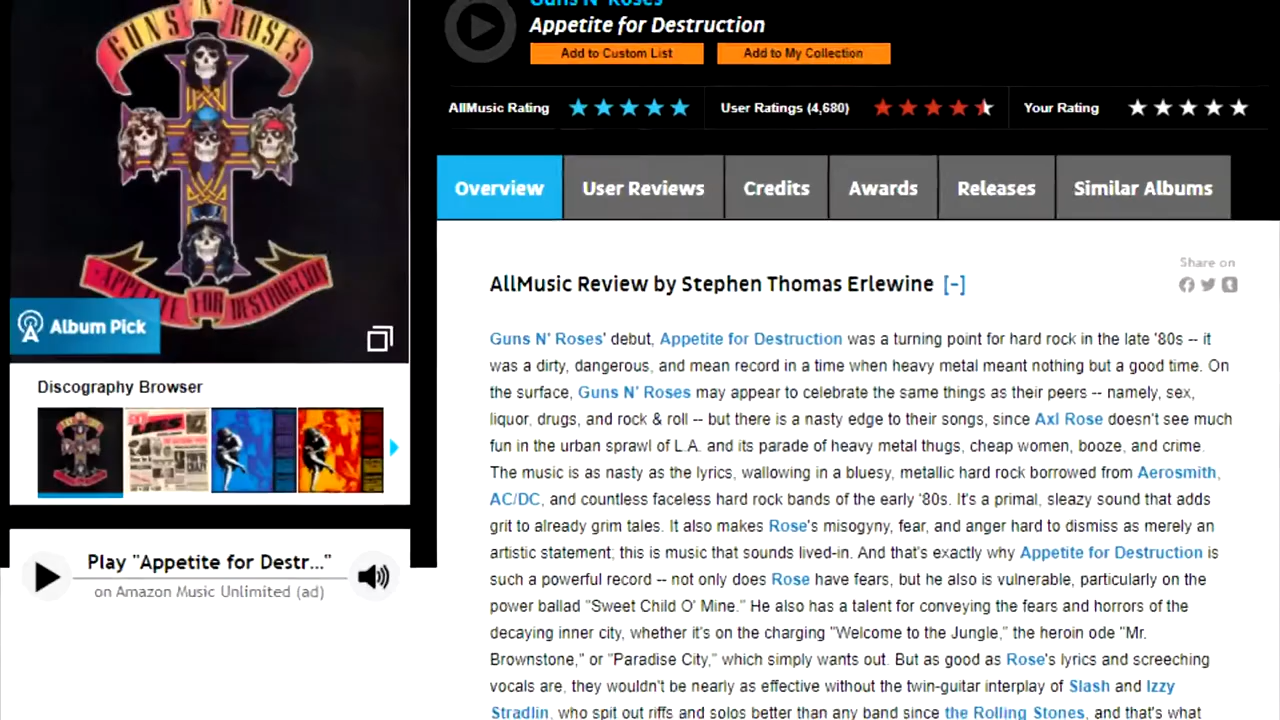 GUNS N' ROSES
APPETITE FOR DESTRUCTION
Album Pick
Discography Browser
Play "Appetite for Destr..."
on Amazon Music Unlimited (ad)
Guns N' Roses
Appetite for Destruction
Add to Custom List
Add to My Collection
AllMusic Rating
User Ratings (4,680)
Your Rating
Overview
User Reviews
Credits
Awards
Releases
Similar Albums
Share on
AllMusic Review by Stephen Thomas Erlewine [-]
Guns N' Roses' debut, Appetite for Destruction was a turning point for hard rock in the late '80s -- it
was a dirty, dangerous, and mean record in a time when heavy metal meant nothing but a good time. On
the surface, Guns N' Roses may appear to celebrate the same things as their peers -- namely, sex,
liquor, drugs, and rock & roll -- but there is a nasty edge to their songs, since Axl Rose doesn't see much
fun in the urban sprawl of L.A. and its parade of heavy metal thugs, cheap women, booze, and crime.
The music is as nasty as the lyrics, wallowing in a bluesy, metallic hard rock borrowed from Aerosmith,
AC/DC, and countless faceless hard rock bands of the early '80s. It's a primal, sleazy sound that adds
grit to already grim tales. It also makes Rose's misogyny, fear, and anger hard to dismiss as merely an
artistic statement; this is music that sounds lived-in. And that's exactly why Appetite for Destruction is
such a powerful record -- not only does Rose have fears, but he also is vulnerable, particularly on the
power ballad "Sweet Child O' Mine." He also has a talent for conveying the fears and horrors of the
decaying inner city, whether it's on the charging "Welcome to the Jungle," the heroin ode "Mr.
Brownstone," or "Paradise City," which simply wants out. But as good as Rose's lyrics and screeching
vocals are, they wouldn't be nearly as effective without the twin-guitar interplay of Slash and Izzy
Stradlin, who spit out riffs and solos better than any band since the Rolling Stones, and that's what